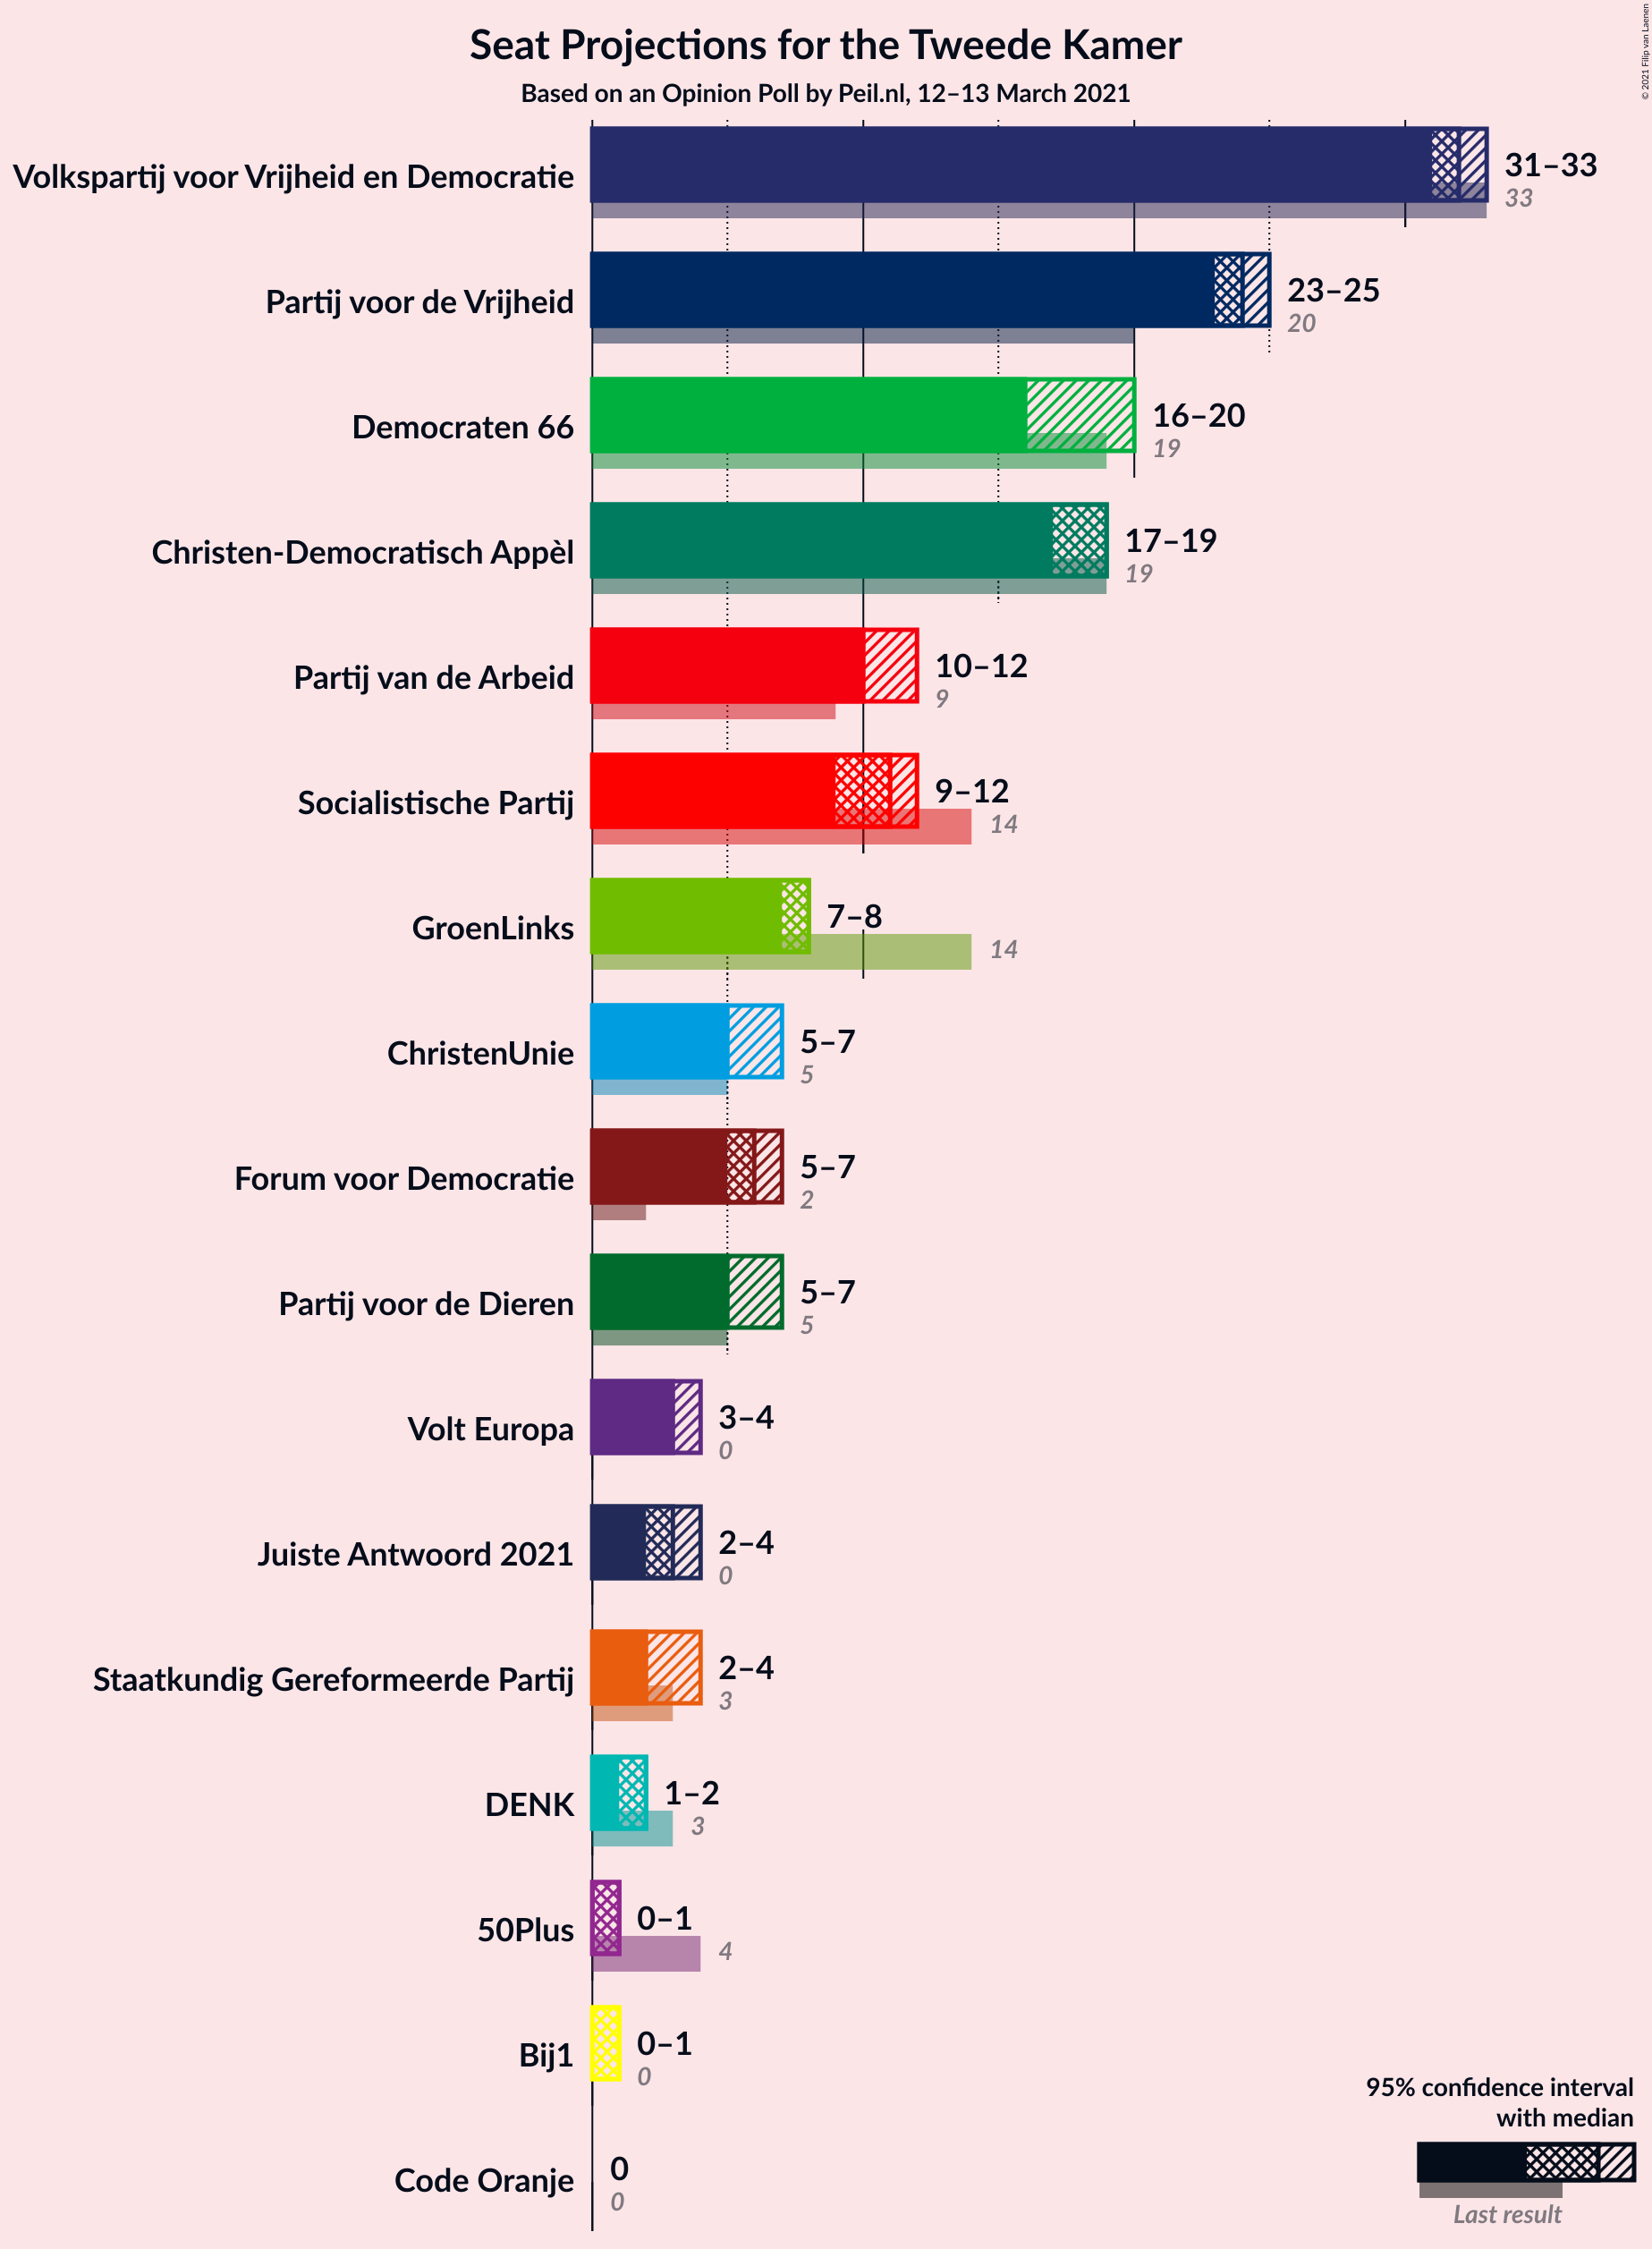 Seat Projections for the Tweede Kamer
Based on an Opinion Poll by Peil.nl, 12–13 March 2021
© 2021 Filip van Laenen
Volkspartij voor Vrijheid en Democratie
31–33
33
Partij voor de Vrijheid
23–25
20
Democraten 66
16–20
19
Christen-Democratisch Appèl
17–19
19
Partij van de Arbeid
10–12
9
Socialistische Partij
9–12
14
GroenLinks
7–8
14
ChristenUnie
5–7
5
Forum voor Democratie
5–7
2
Partij voor de Dieren
5–7
5
Volt Europa
3–4
0
Juiste Antwoord 2021
2–4
0
Staatkundig Gereformeerde Partij
2–4
3
DENK
1–2
3
50Plus
0–1
4
Bij1
0–1
0
Code Oranje
0
0
95% confidence interval
with median
Last result